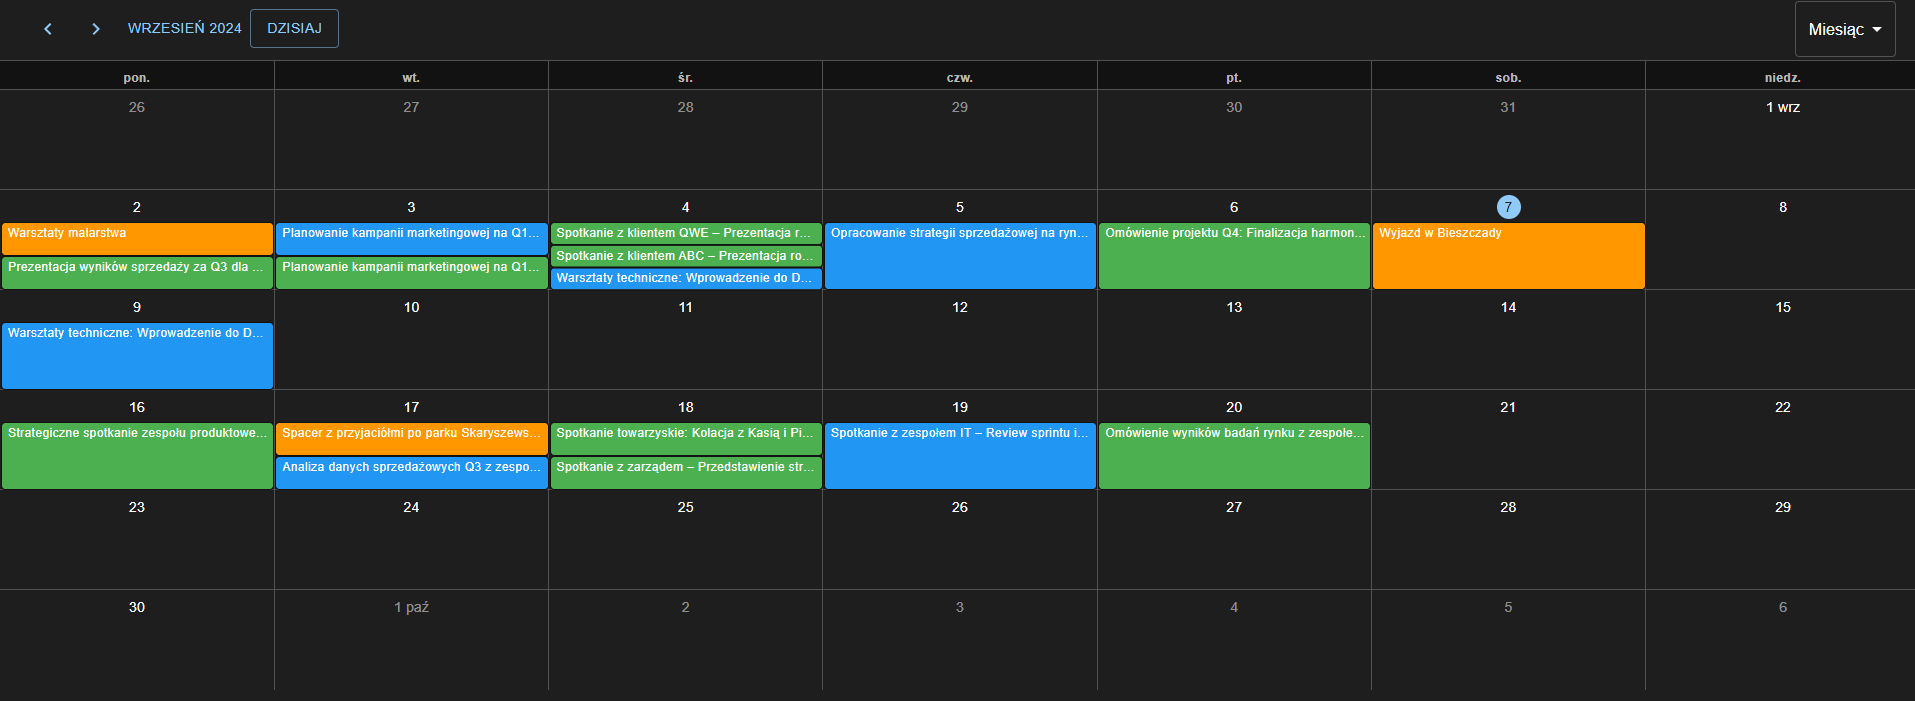 WRZESIEŃ 2024 DZISIAJ Miesiąc
pon. wt. śr. czw. pt. sob. niedz.
26 27 28 29 30 31 1 wrz
2 3 4 5 6 7 8
Warsztaty malarstwa
Prezentacja wyników sprzedaży za Q3 dla ...
Planowanie kampanii marketingowej na Q1...
Planowanie kampanii marketingowej na Q1...
Spotkanie z klientem QWE – Prezentacja r...
Spotkanie z klientem ABC – Prezentacja ro...
Warsztaty techniczne: Wprowadzenie do D...
Opracowanie strategii sprzedażowej na ryn...
Omówienie projektu Q4: Finalizacja harmon...
Wyjazd w Bieszczady
9 10 11 12 13 14 15
Warsztaty techniczne: Wprowadzenie do D...
16 17 18 19 20 21 22
Strategiczne spotkanie zespołu produktowe...
Spacer z przyjaciółmi po parku Skaryszews...
Analiza danych sprzedażowych Q3 z zespo...
Spotkanie towarzyskie: Kolacja z Kasią i Pi...
Spotkanie z zarządem – Przedstawienie str...
Spotkanie z zespołem IT – Review sprintu i...
Omówienie wyników badań rynku z zespołe...
23 24 25 26 27 28 29
30 1 paź 2 3 4 5 6